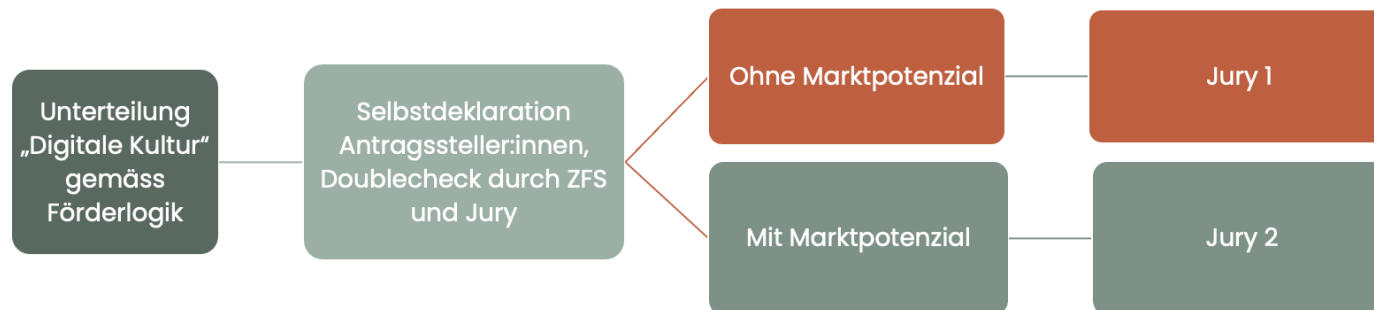 Unterteilung
„Digitale Kultur“
gemäss
Förderlogik
Selbstdeklaration
Antragssteller:innen,
Doublecheck durch ZFS
und Jury
Ohne Marktpotenzial
Jury 1
Mit Marktpotenzial
Jury 2